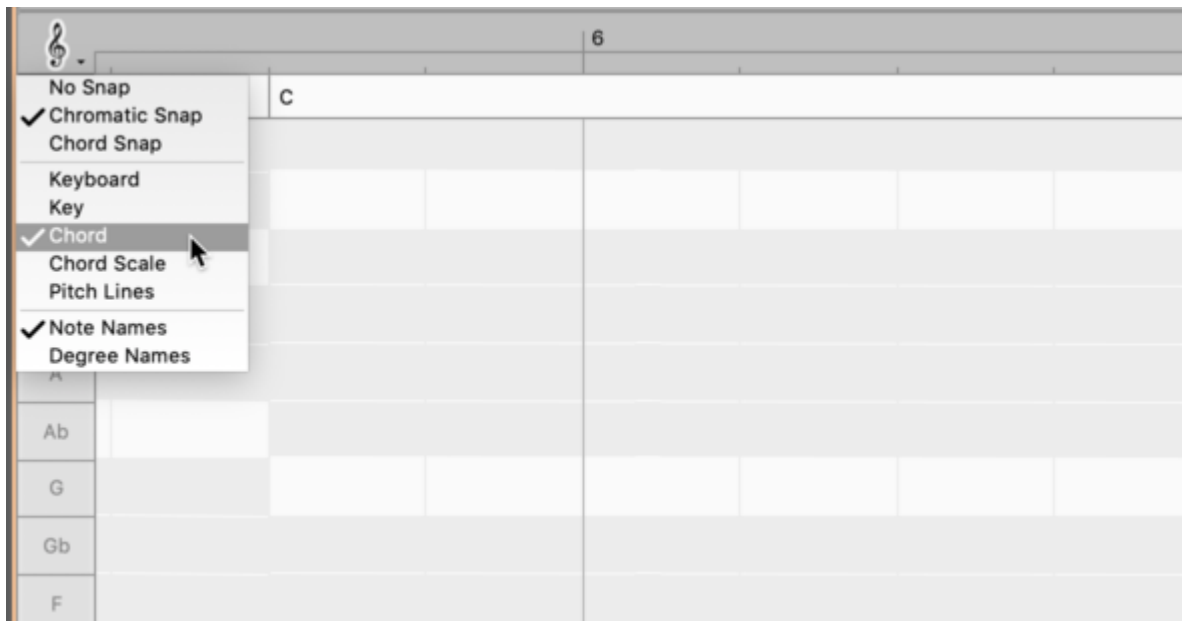 6
No Snap
Chromatic Snap
C
Chord Snap
Keyboard
Key
Chord
Chord Scale
Pitch Lines
Note Names
Degree Names
A
Ab
G
Gb
F